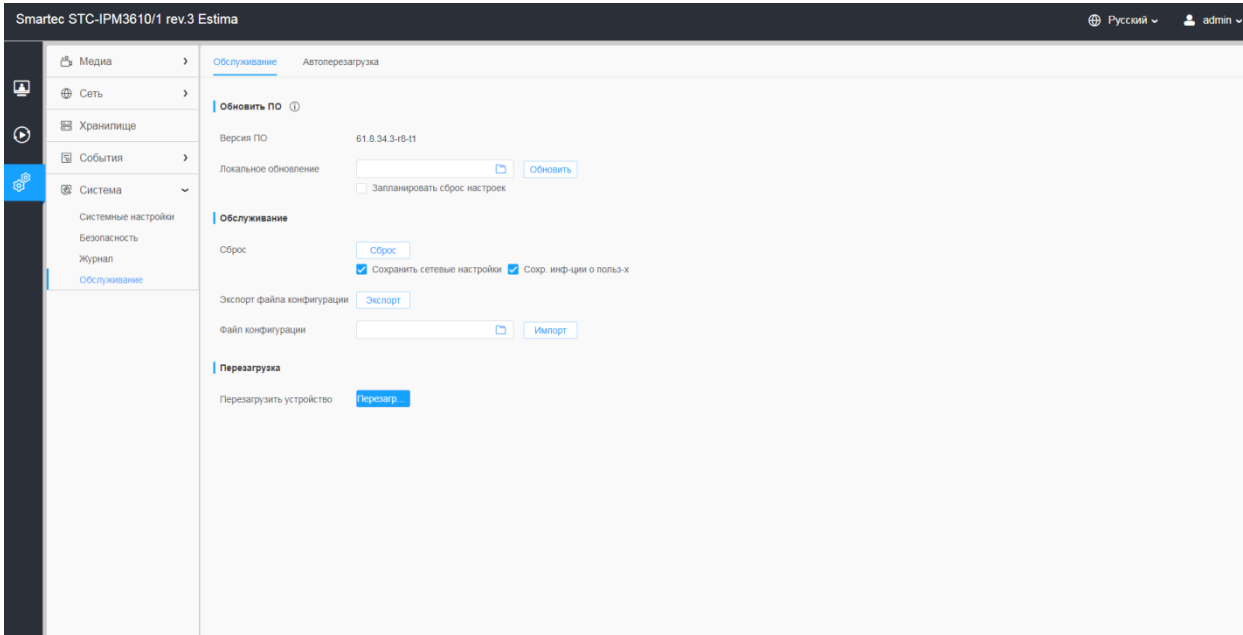 Smartec STC-IPM3610/1 rev.3 Estima
Русский
admin
Медиа
Сеть
Хранилище
События
Система
Системные настройки
Безопасность
Журнал
Обслуживание
Обслуживание Автоперезагрузка
Обновить ПО
Версия ПО 61.8.34.3-r8-t1
Локальное обновление Обновить
Запланировать сброс настроек
Обслуживание
Сброс Сброс
Сохранить сетевые настройки Сохр. инф-ции о польз-х
Экспорт файла конфигурации Экспорт
Файл конфигурации Импорт
Перезагрузка
Перезагрузить устройство Перезагр...